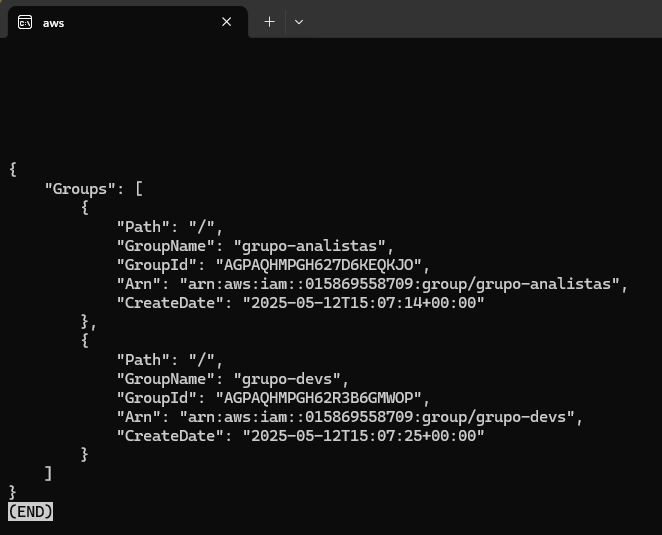 aws
{
    "Groups": [
        {
            "Path": "/",
            "GroupName": "grupo-analistas",
            "GroupId": "AGPAQHMPGH627D6KEQKJO",
            "Arn": "arn:aws:iam::015869558709:group/grupo-analistas",
            "CreateDate": "2025-05-12T15:07:14+00:00"
        },
        {
            "Path": "/",
            "GroupName": "grupo-devs",
            "GroupId": "AGPAQHMPGH62R3B6GMWOP",
            "Arn": "arn:aws:iam::015869558709:group/grupo-devs",
            "CreateDate": "2025-05-12T15:07:25+00:00"
        }
    ]
}
(END)